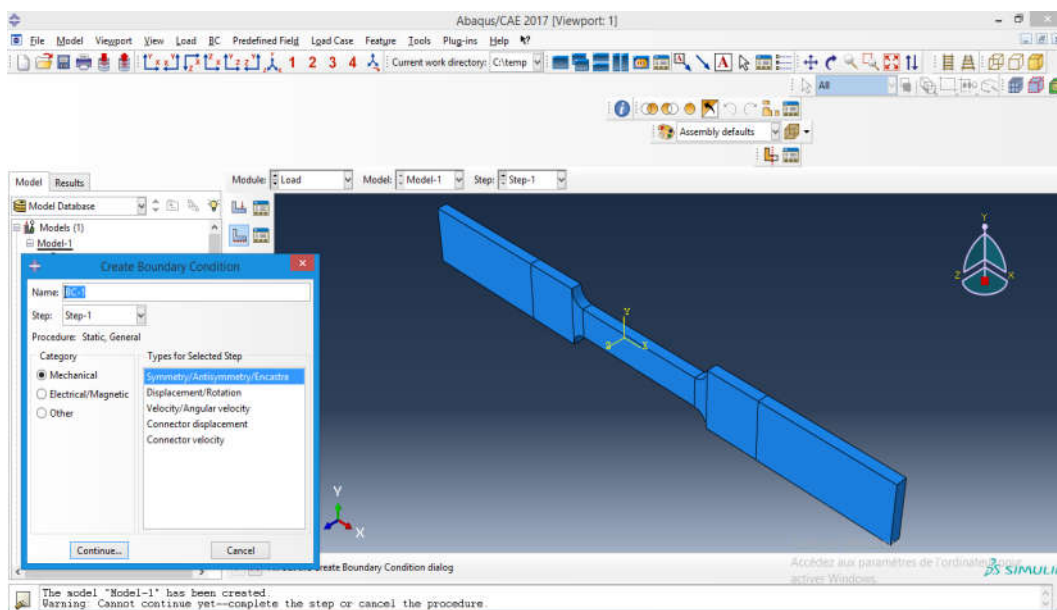 Abaqus/CAE 2017 [Viewport: 1]
File Model Viewport View Load BC Predefined Field Load Case Feature Tools Plug-ins Help
1 2 3 4 Current work directory: C:\temp
All
Assembly defaults
Model Results Module: Load Model: Model-1 Step: Step-1
Model Database
Models (1)
Model-1
Create Boundary Condition
Name: BC-1
Step: Step-1
Procedure: Static, General
Category Types for Selected Step
Mechanical
Electrical/Magnetic
Other
Symmetry/Antisymmetry/Encastre
Displacement/Rotation
Velocity/Angular velocity
Connector displacement
Connector velocity
Continue... Cancel
Y
Z X
Y
Z X
Y
X
Create Boundary Condition dialog
Accédez aux paramètres de l'ordinateur pour
activer Windows.
SIMULIA
The model "Model-1" has been created.
Warning: Cannot continue yet--complete the step or cancel the procedure.